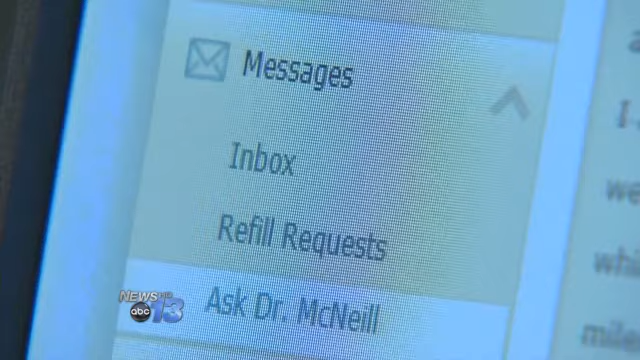 Messages
Inbox
Refill Requests
Ask Dr. McNeill
NEWS
abc 13